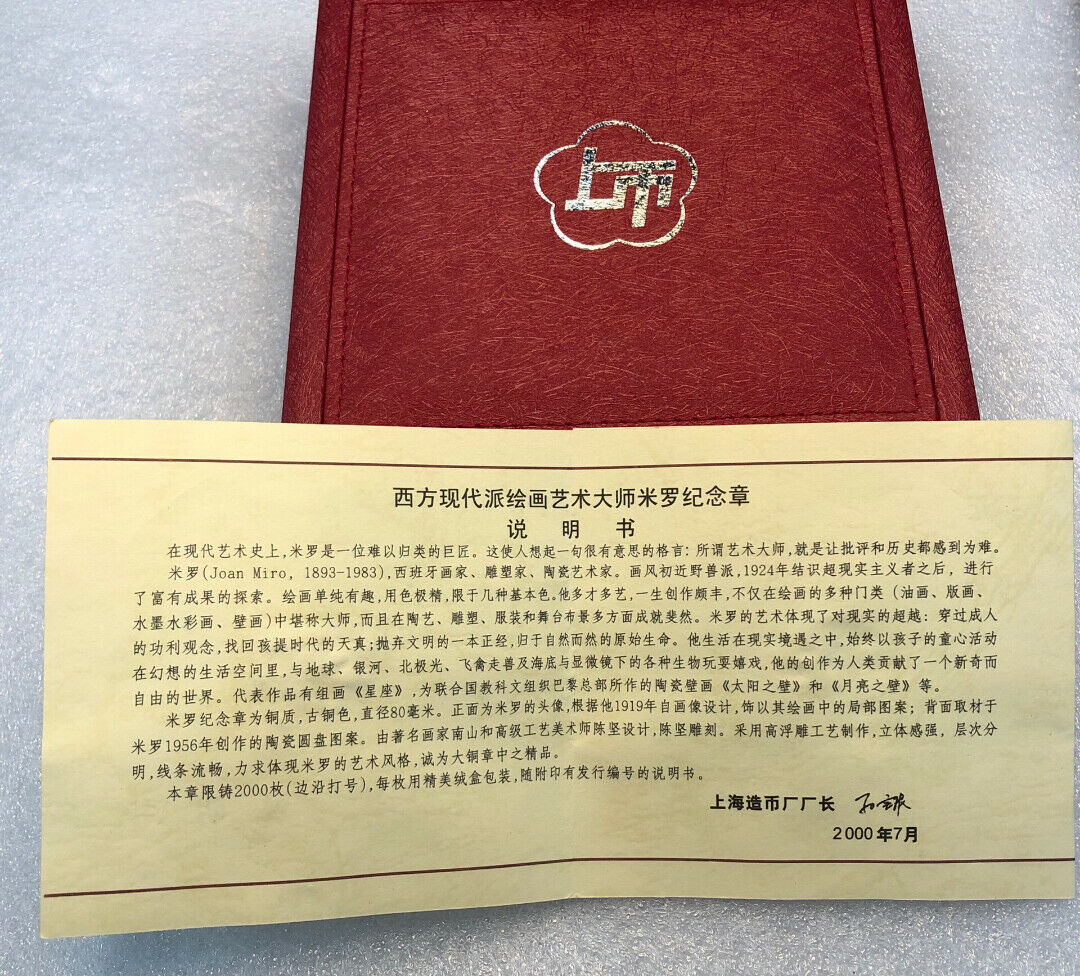 上币
西方现代派绘画艺术大师米罗纪念章
说 明 书
在现代艺术史上,米罗是一位难以归类的巨匠。这使人想起一句很有意思的格言：所谓艺术大师,就是让批评和历史都感到为难。
米罗(Joan Miro, 1893-1983),西班牙画家、雕塑家、陶瓷艺术家。画风初近野兽派,1924年结识超现实主义者之后，进行
了富有成果的探索。绘画单纯有趣,用色极精,限于几种基本色。他多才多艺,一生创作颇丰,不仅在绘画的多种门类（油画、版画、
水墨水彩画、壁画)中堪称大师,而且在陶艺、雕塑、服装和舞台布景多方面成就斐然。米罗的艺术体现了对现实的超越：穿过成人
的功利观念,找回孩提时代的天真;抛弃文明的一本正经,归于自然而然的原始生命。他生活在现实境遇之中,始终以孩子的童心活动
在幻想的生活空间里,与地球、银河、北极光、飞禽走兽及海底与显微镜下的各种生物玩耍嬉戏,他的创作为人类贡献了一个新奇而
自由的世界。代表作品有组画《星座》,为联合国教科文组织巴黎总部所作的陶瓷壁画《太阳之壁》和《月亮之壁》等。
米罗纪念章为铜质,古铜色,直径80毫米。正面为米罗的头像,根据他1919年自画像设计,饰以其绘画中的局部图案；背面取材于
米罗1956年创作的陶瓷圆盘图案。由著名画家南山和高级工艺美术师陈坚设计,陈坚雕刻。采用高浮雕工艺制作,立体感强，层次分
明,线条流畅,力求体现米罗的艺术风格,诚为大铜章中之精品。
本章限铸2000枚(边沿打号),每枚用精美绒盒包装,随附印有发行编号的说明书。
上海造币厂厂长
2000年7月